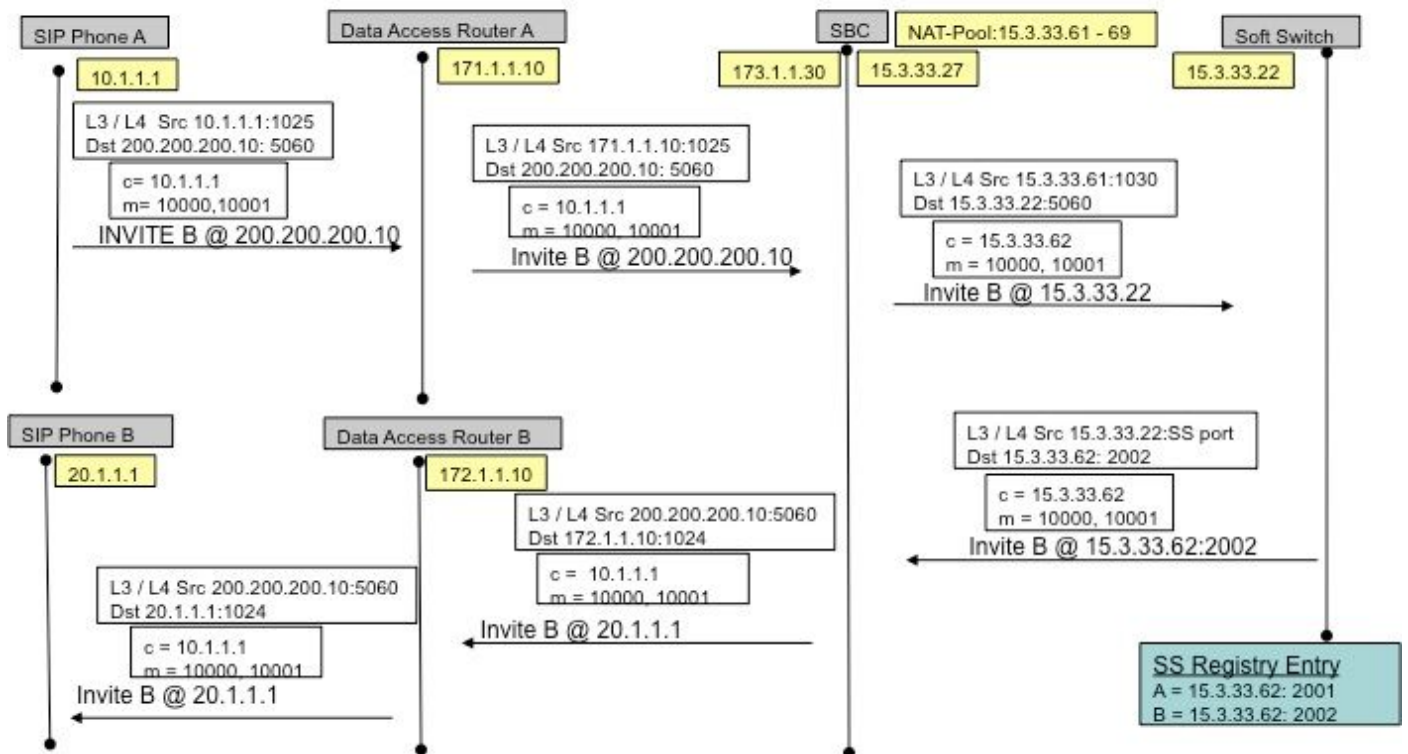 SIP Phone A
Data Access Router A
SBC
NAT-Pool:15.3.33.61 - 69
Soft Switch
10.1.1.1
171.1.1.10
173.1.1.30
15.3.33.27
15.3.33.22
L3 / L4 Src 10.1.1.1:1025
Dst 200.200.200.10: 5060
c= 10.1.1.1
m= 10000,10001
INVITE B @ 200.200.200.10
L3 / L4 Src 171.1.1.10:1025
Dst 200.200.200.10: 5060
c = 10.1.1.1
m = 10000, 10001
Invite B @ 200.200.200.10
L3 / L4 Src 15.3.33.61:1030
Dst 15.3.33.22:5060
c = 15.3.33.62
m = 10000, 10001
Invite B @ 15.3.33.22
SIP Phone B
Data Access Router B
20.1.1.1
172.1.1.10
L3 / L4 Src 15.3.33.22:SS port
Dst 15.3.33.62: 2002
c = 15.3.33.62
m = 10000, 10001
Invite B @ 15.3.33.62:2002
L3 / L4 Src 200.200.200.10:5060
Dst 172.1.1.10:1024
c = 10.1.1.1
m = 10000, 10001
Invite B @ 20.1.1.1
L3 / L4 Src 200.200.200.10:5060
Dst 20.1.1.1:1024
c = 10.1.1.1
m = 10000, 10001
Invite B @ 20.1.1.1
SS Registry Entry
A = 15.3.33.62: 2001
B = 15.3.33.62: 2002